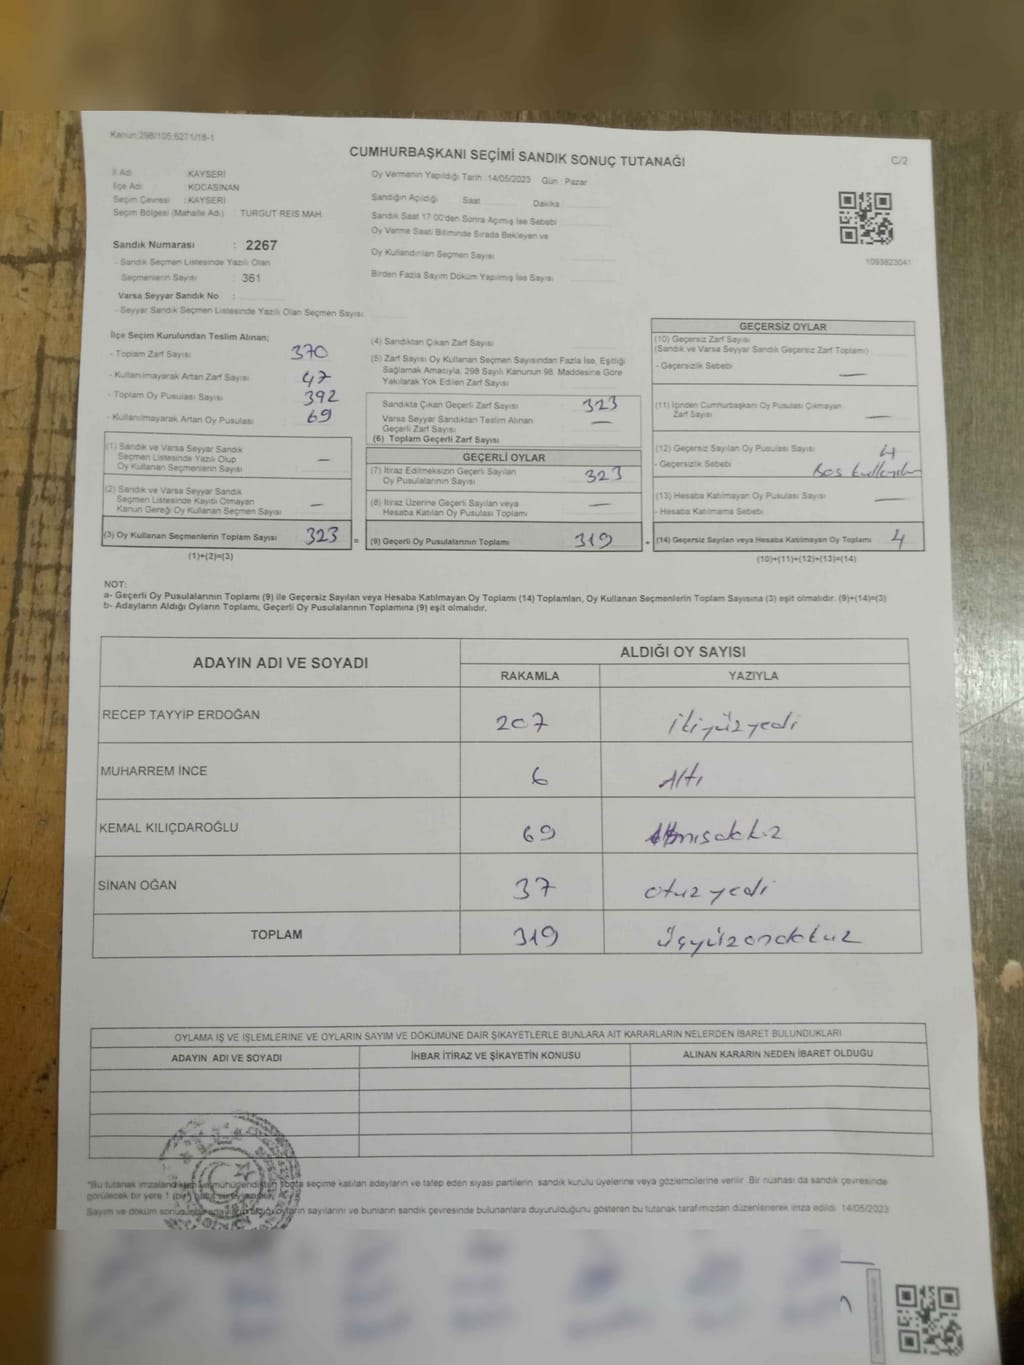 Kanun:298/105;6271/18-1
CUMHURBAŞKANI SEÇİMİ SANDIK SONUÇ TUTANAĞI
C/2
İl Adı KAYSERİ
İlçe Adı KOCASİNAN
Seçim Çevresi : KAYSERİ
Seçim Bölgesi (Mahalle Adı) TURGUT REIS MAH.
Sandık Numarası : 2267
- Sandık Seçmen Listesinde Yazılı Olan
Seçmenlerin Sayısı : 361
Varsa Seyyar Sandık No :
- Seyyar Sandık Seçmen Listesinde Yazılı Olan Seçmen Sayısı:
Oy Vermenin Yapıldığı Tarih :14/05/2023 Gün : Pazar
Sandığın Açıldığı Saat Dakika
Sandık Saat 17:00'den Sonra Açılmış İse Sebebi
Oy Verme Saati Bitiminde Sırada Bekleyen ve
Oy Kullandırılan Seçmen Sayısı
Birden Fazla Sayım Döküm Yapılmış İse Sayısı
1093823041
İlçe Seçim Kurulundan Teslim Alınan;
- Toplam Zarf Sayısı 370
- Kullanılmayarak Artan Zarf Sayısı 47
- Toplam Oy Pusulası Sayısı 392
- Kullanılmayarak Artan Oy Pusulası 69
(1) Sandık ve Varsa Seyyar Sandık
Seçmen Listesinde Yazılı Olup
Oy Kullanan Seçmenlerin Sayısı —
(2) Sandık ve Varsa Seyyar Sandık
Seçmen Listesinde Kayıtlı Olmayan
Kanun Gereği Oy Kullanan Seçmen Sayısı —
(3) Oy Kullanan Seçmenlerin Toplam Sayısı 323
(1)+(2)=(3)
(4) Sandıktan Çıkan Zarf Sayısı
(5) Zarf Sayısı Oy Kullanan Seçmen Sayısından Fazla İse, Eşitliği
Sağlamak Amacıyla, 298 Sayılı Kanunun 98. Maddesine Göre
Yakılarak Yok Edilen Zarf Sayısı
Sandıkta Çıkan Geçerli Zarf Sayısı 323
Varsa Seyyar Sandıktan Teslim Alınan
Geçerli Zarf Sayısı —
(6) Toplam Geçerli Zarf Sayısı
GEÇERLİ OYLAR
(7) İtiraz Edilmeksizin Geçerli Sayılan
Oy Pusulalarının Sayısı 323
(8) İtiraz Üzerine Geçerli Sayılan veya
Hesaba Katılan Oy Pusulası Toplamı —
= (9) Geçerli Oy Pusulalarının Toplamı 319
GEÇERSİZ OYLAR
(10) Geçersiz Zarf Sayısı
(Sandık ve Varsa Seyyar Sandık Geçersiz Zarf Toplamı)
- Geçersizlik Sebebi —
(11) İçinden Cumhurbaşkanı Oy Pusulası Çıkmayan
Zarf Sayısı —
(12) Geçersiz Sayılan Oy Pusulası Sayısı 4
- Geçersizlik Sebebi Boş
(13) Hesaba Katılmayan Oy Pusulası Sayısı —
- Hesaba Katılmama Sebebi
+ (14) Geçersiz Sayılan veya Hesaba Katılmayan Oy Toplamı 4
(10)+(11)+(12)+(13)=(14)
NOT:
a- Geçerli Oy Pusulalarının Toplamı (9) ile Geçersiz Sayılan veya Hesaba Katılmayan Oy Toplamı (14) Toplamları, Oy Kullanan Seçmenlerin Toplam Sayısına (3) eşit olmalıdır. (9)+(14)=(3)
b- Adayların Aldığı Oyların Toplamı, Geçerli Oy Pusulalarının Toplamına (9) eşit olmalıdır.
ADAYIN ADI VE SOYADI ALDIĞI OY SAYISI
RAKAMLA YAZIYLA
RECEP TAYYİP ERDOĞAN 207 ikiyüzyedi
MUHARREM İNCE 6 Altı
KEMAL KILIÇDAROĞLU 69
SİNAN OĞAN 37 otuzyedi
TOPLAM 319 üçyüzondokuz
OYLAMA İŞ VE İŞLEMLERİNE VE OYLARIN SAYIM VE DÖKÜMÜNE DAİR ŞİKAYETLERLE BUNLARA AİT KARARLARIN NELERDEN İBARET BULUNDUKLARI
ADAYIN ADI VE SOYADI İHBAR İTİRAZ VE ŞİKAYETİN KONUSU ALINAN KARARIN NEDEN İBARET OLDUĞU
"Bu tutanak sonra seçime katılan adayların ve talep eden siyasi partilerin sandık kurulu üyelerine veya gözlemcilerine verilir. Bir nüshası da sandık çevresinde
görülecek bir yere 1 (bir)
Sayım ve döküm oyların sayılarını ve bunların sandık çevresinde bulunanlara duyurulduğunu gösteren bu tutanak tarafımızdan düzenlenerek imza edildi. 14/05/2023